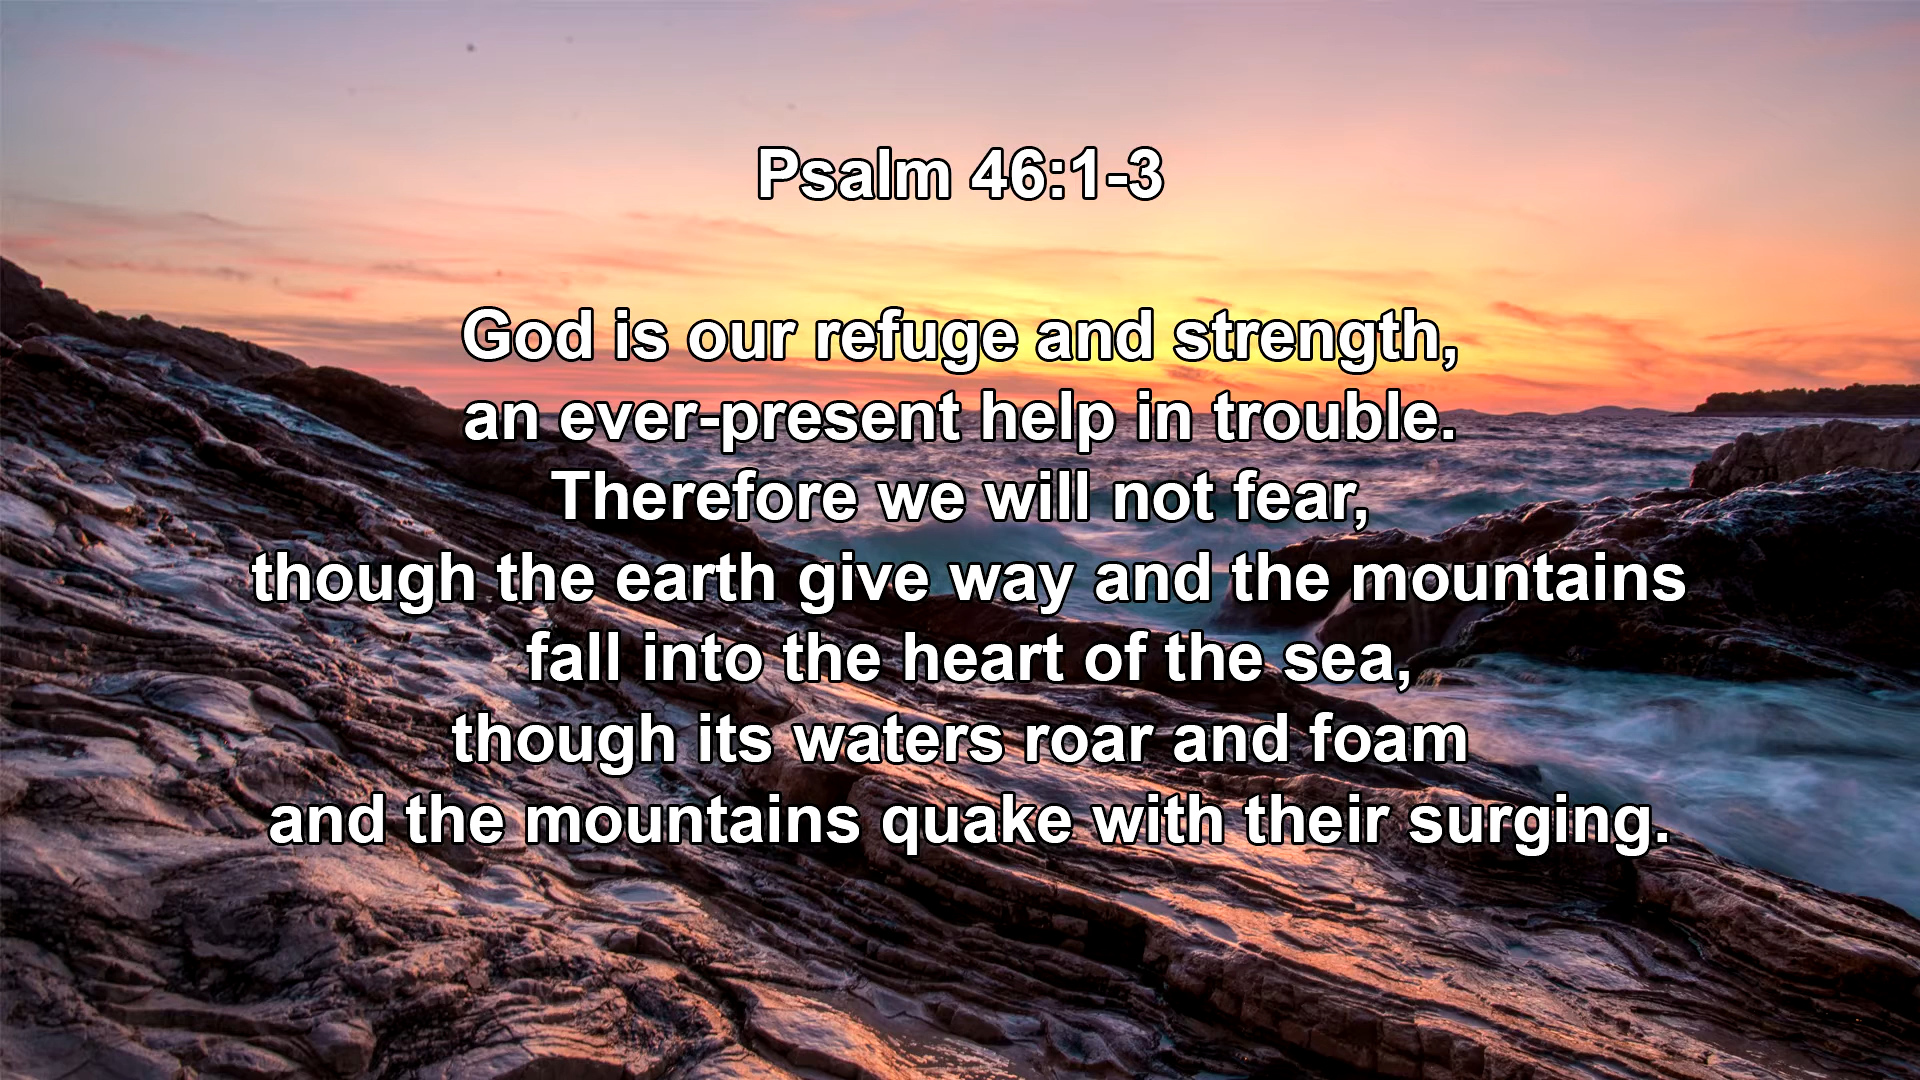 Psalm 46:1-3
God is our refuge and strength,
an ever-present help in trouble.
Therefore we will not fear,
though the earth give way and the mountains
fall into the heart of the sea,
though its waters roar and foam
and the mountains quake with their surging.